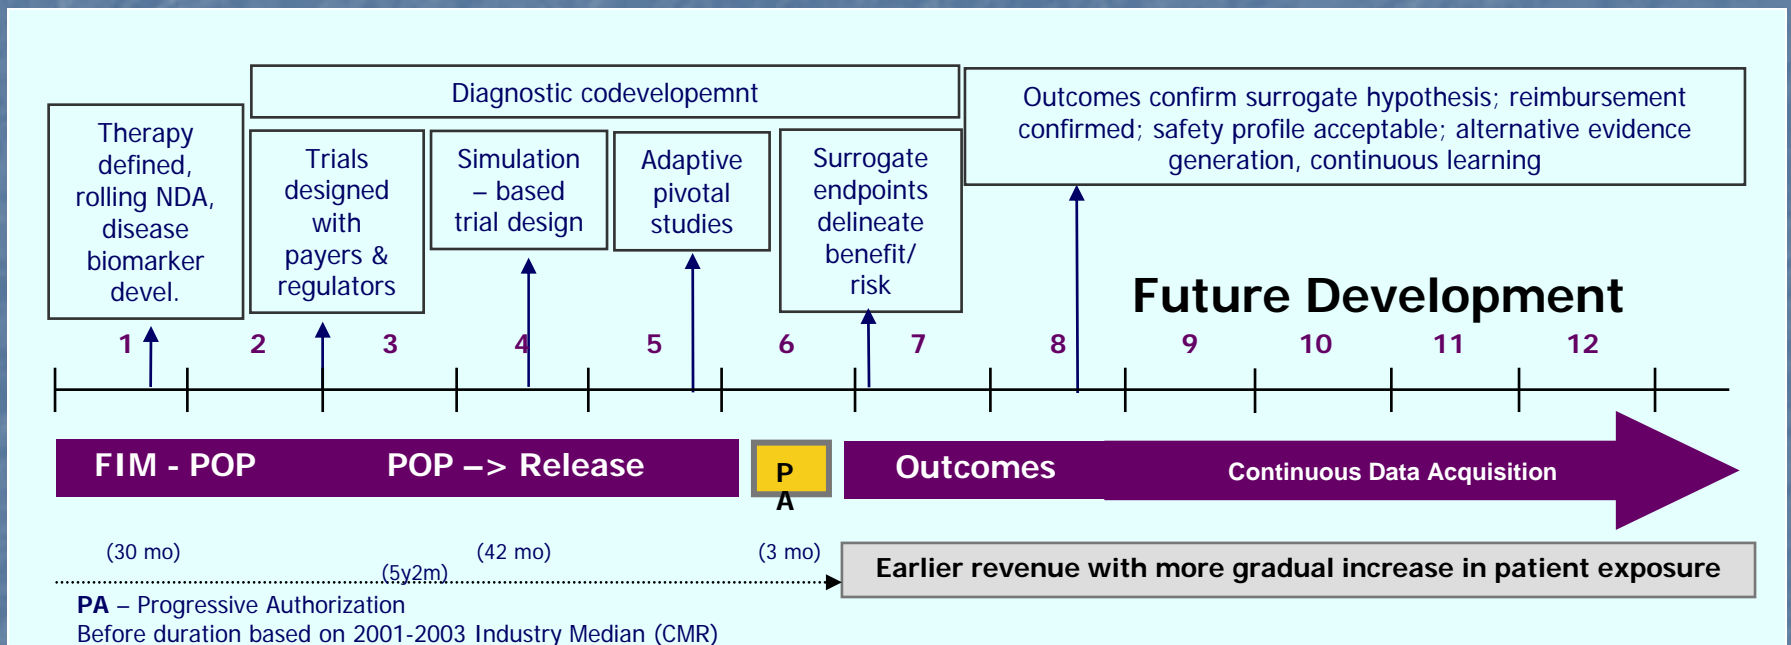 Diagnostic codevelopemnt
Therapy
defined,
rolling NDA,
disease
biomarker
devel.
Trials
designed
with
payers &
regulators
Simulation
– based
trial design
Adaptive
pivotal
studies
Surrogate
endpoints
delineate
benefit/
risk
Outcomes confirm surrogate hypothesis; reimbursement
confirmed; safety profile acceptable; alternative evidence
generation, continuous learning
Future Development
1 2 3 4 5 6 7 8 9 10 11 12
FIM - POP POP –> Release
P
A
Outcomes Continuous Data Acquisition
(30 mo) (42 mo) (3 mo)
(5y2m)
Earlier revenue with more gradual increase in patient exposure
PA – Progressive Authorization
Before duration based on 2001-2003 Industry Median (CMR)